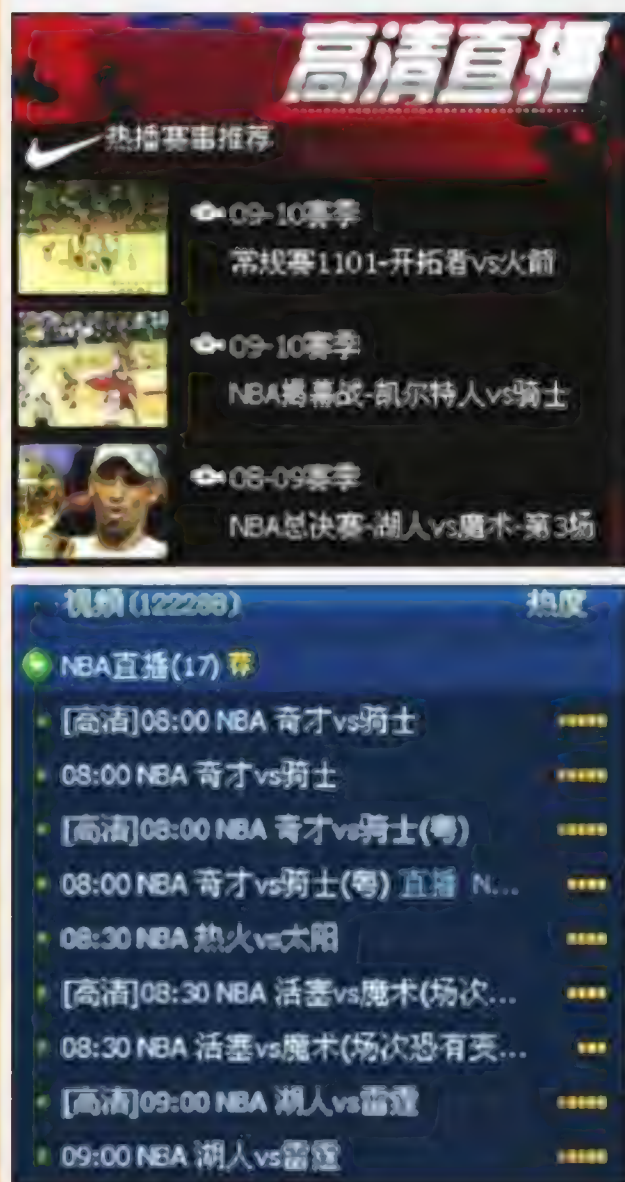 高清直播
热播赛事推荐
09-10赛季
常规赛1101-开拓者vs火箭
09-10赛季
NBA揭幕战-凯尔特人vs骑士
08-09赛季
NBA总决赛-湖人vs魔术-第3场
视频(122288) 热度
NBA直播(17) 荐
[高清]08:00 NBA 奇才vs骑士
08:00 NBA 奇才vs骑士
[高清]08:00 NBA 奇才vs骑士(粤)
08:00 NBA 奇才vs骑士(粤) 直播 N...
08:30 NBA 热火vs太阳
[高清]08:30 NBA 活塞vs魔术(场次...
08:30 NBA 活塞vs魔术(场次恐有变...
[高清]09:00 NBA 湖人vs雷霆
09:00 NBA 湖人vs雷霆